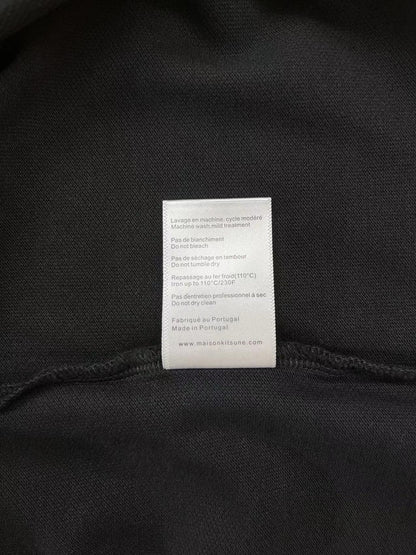 Lavage en machine, cycle modéré
Machine wash,mild treatment
Pas de blanchiment
Do not bleach
Pas de séchage en tambour
Do not tumble dry
Repassage au fer froid(110°C)
Iron up to 110°C/230F
Pas d'entretien professionel à sec
Do not dry clean
Fabriqué au Portugal
Made in Portugal
www.maisonkitsune.com